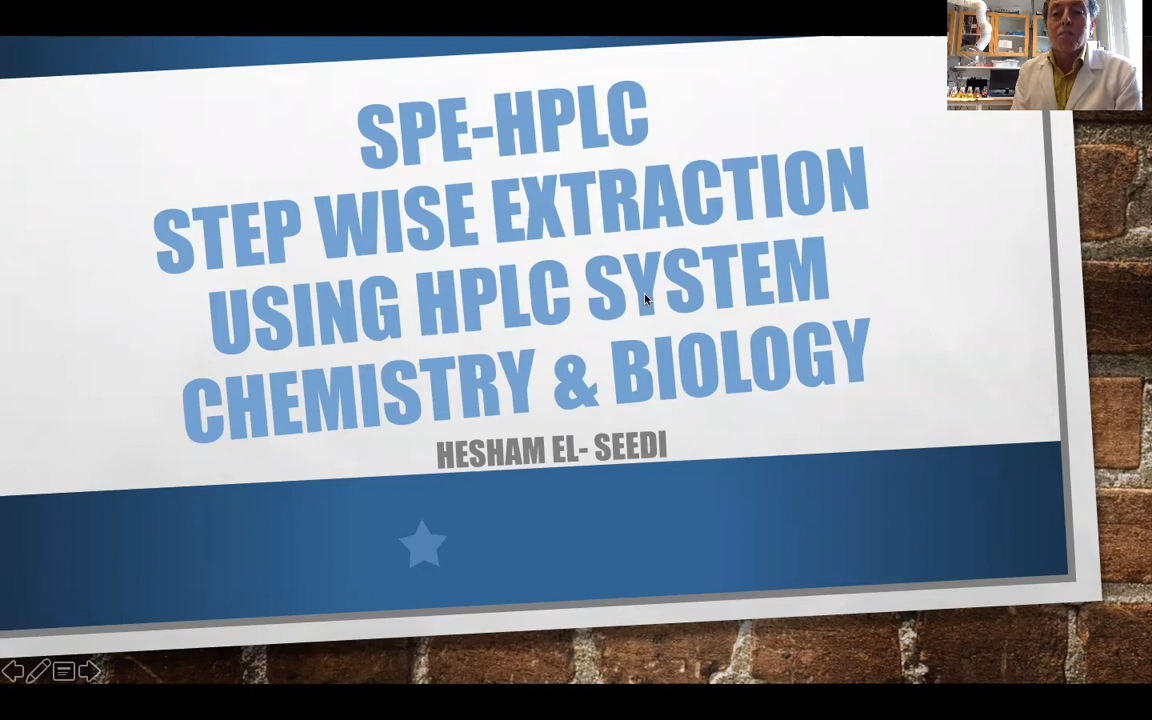 SPE-HPLC
STEP WISE EXTRACTION
USING HPLC SYSTEM
CHEMISTRY & BIOLOGY
HESHAM EL- SEEDI